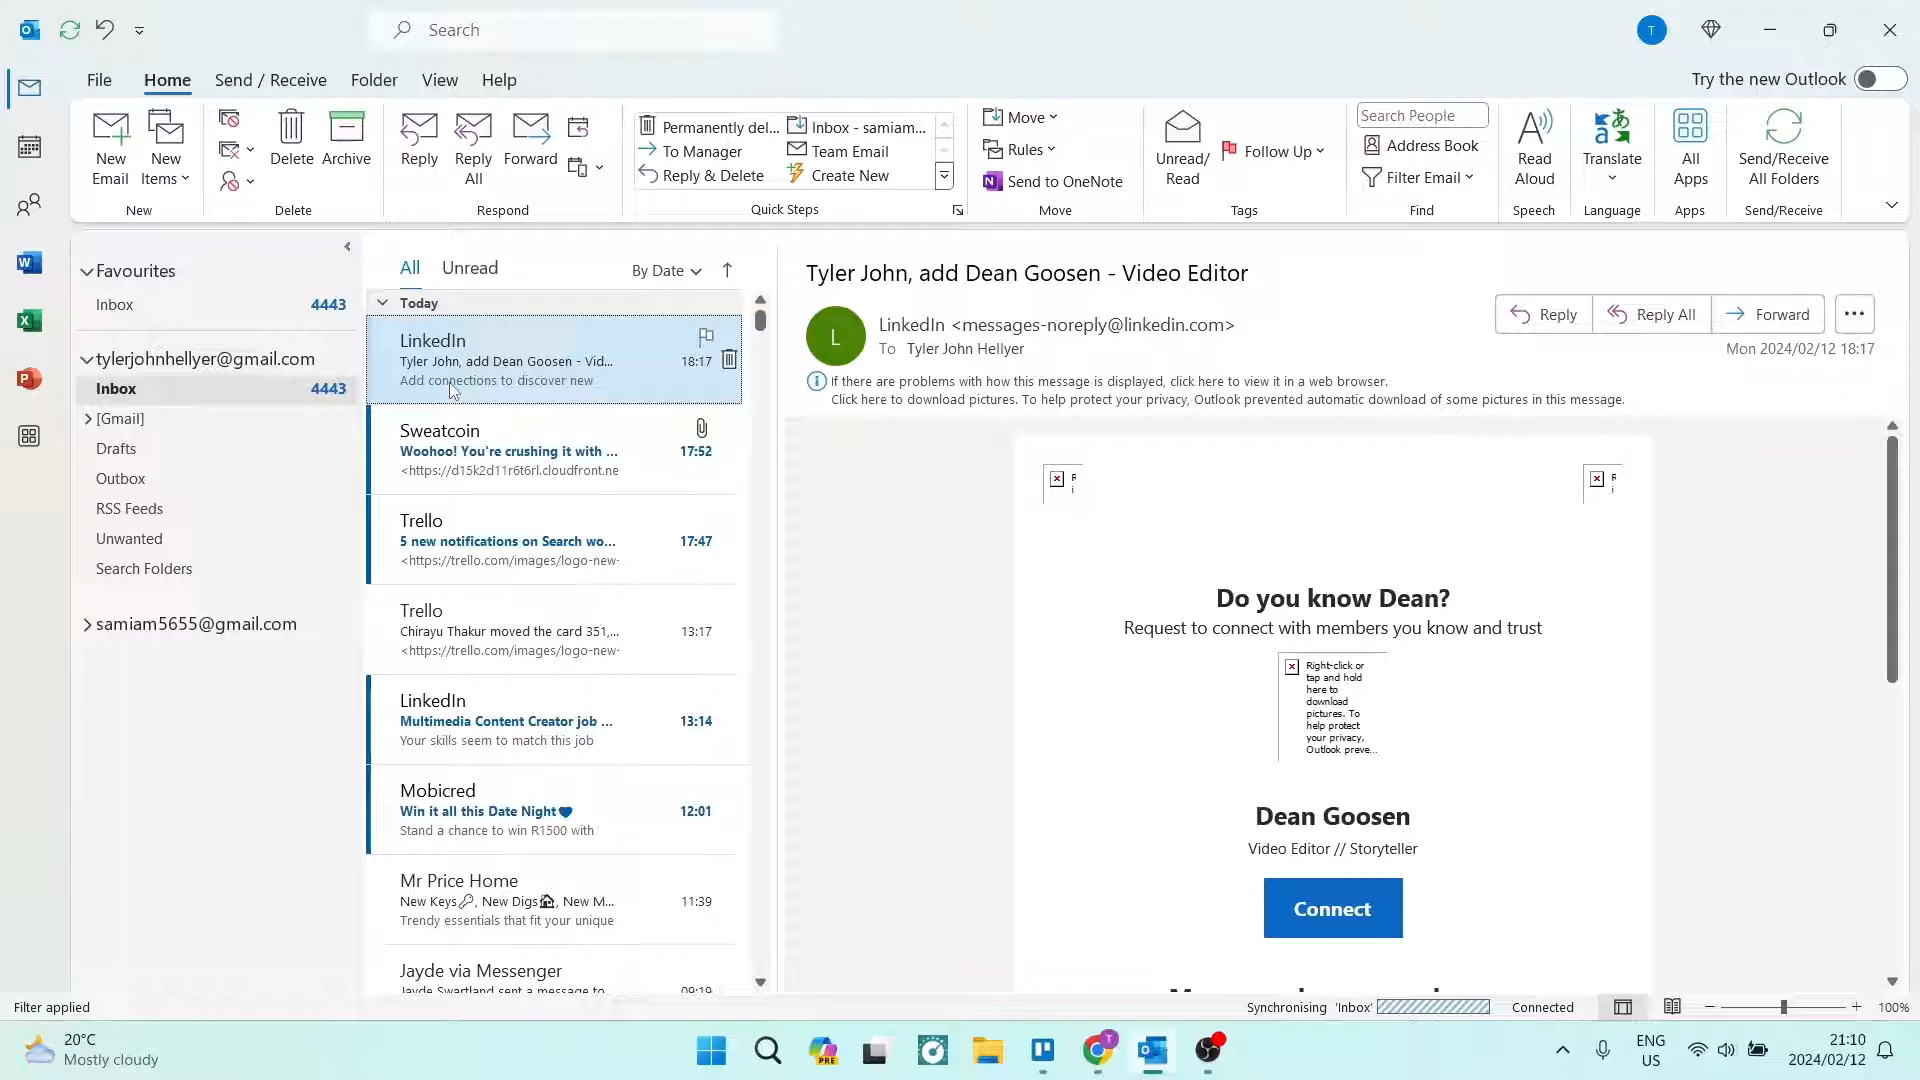 Search
T
File Home Send / Receive Folder View Help
Try the new Outlook
New Email
New Items
New
Delete
Archive
Delete
Reply
Reply All
Forward
Respond
Permanently del...
To Manager
Reply & Delete
Inbox - samiam...
Team Email
Create New
Quick Steps
Move
Rules
Send to OneNote
Move
Unread/ Read
Follow Up
Tags
Search People
Address Book
Filter Email
Find
Read Aloud
Speech
Translate
Language
All Apps
Apps
Send/Receive All Folders
Send/Receive
Favourites
Inbox 4443
tylerjohnhellyer@gmail.com
Inbox 4443
[Gmail]
Drafts
Outbox
RSS Feeds
Unwanted
Search Folders
samiam5655@gmail.com
All Unread By Date
Today
LinkedIn
Tyler John, add Dean Goosen - Vid... 18:17
Add connections to discover new
Sweatcoin
Woohoo! You're crushing it with ... 17:52
<https://d15k2d11r6t6rl.cloudfront.ne
Trello
5 new notifications on Search wo... 17:47
<https://trello.com/images/logo-new-
Trello
Chirayu Thakur moved the card 351,... 13:17
<https://trello.com/images/logo-new-
LinkedIn
Multimedia Content Creator job ... 13:14
Your skills seem to match this job
Mobicred
Win it all this Date Night 12:01
Stand a chance to win R1500 with
Mr Price Home
New Keys, New Digs, New M... 11:39
Trendy essentials that fit your unique
Jayde via Messenger
Jayde Swartland sent a message to 09:19
Tyler John, add Dean Goosen - Video Editor
L
LinkedIn <messages-noreply@linkedin.com>
To Tyler John Hellyer
Reply Reply All Forward
Mon 2024/02/12 18:17
If there are problems with how this message is displayed, click here to view it in a web browser.
Click here to download pictures. To help protect your privacy, Outlook prevented automatic download of some pictures in this message.
Do you know Dean?
Request to connect with members you know and trust
Right-click or
tap and hold
here to
download
pictures. To
help protect
your privacy,
Outlook preve...
Dean Goosen
Video Editor // Storyteller
Connect
Filter applied
Synchronising 'Inbox' Connected 100%
20°C
Mostly cloudy
PRE
T
ENG
US
21:10
2024/02/12